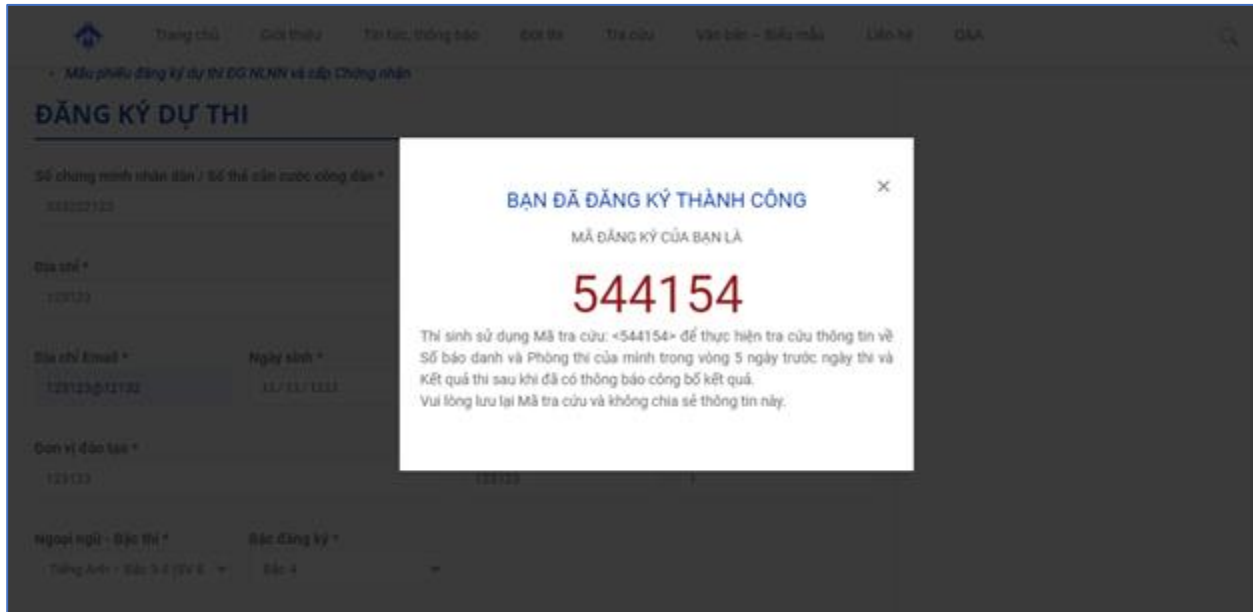 Trang chủ Giới thiệu Tin tức, thông báo Đợt thi Tra cứu Văn bản – Biểu mẫu Liên hệ Q&A
- Mẫu phiếu đăng ký dự thi ĐG NLNN và cấp Chứng nhận
ĐĂNG KÝ DỰ THI
Số chứng minh nhân dân / Số thẻ căn cước công dân *
BẠN ĐÃ ĐĂNG KÝ THÀNH CÔNG
×
MÃ ĐĂNG KÝ CỦA BẠN LÀ
Địa chỉ *
123123
544154
Thí sinh sử dụng Mã tra cứu: <544154> để thực hiện tra cứu thông tin về
Số báo danh và Phòng thi của mình trong vòng 5 ngày trước ngày thi và
Kết quả thi sau khi đã có thông báo công bố kết quả.
Vui lòng lưu lại Mã tra cứu và không chia sẻ thông tin này.
Địa chỉ Email * Ngày sinh *
Đơn vị đào tạo *
123123 123123 1
Ngoại ngữ - Bậc thi * Bậc đăng ký *
Tiếng Anh - Bậc Bậc 4